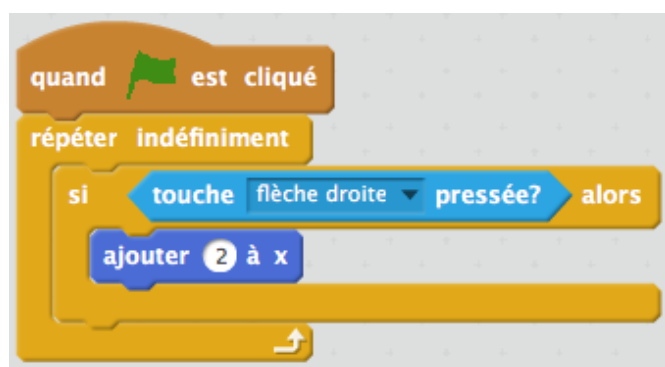 quand est cliqué
répéter indéfiniment
si touche flèche droite pressée? alors
ajouter 2 à x